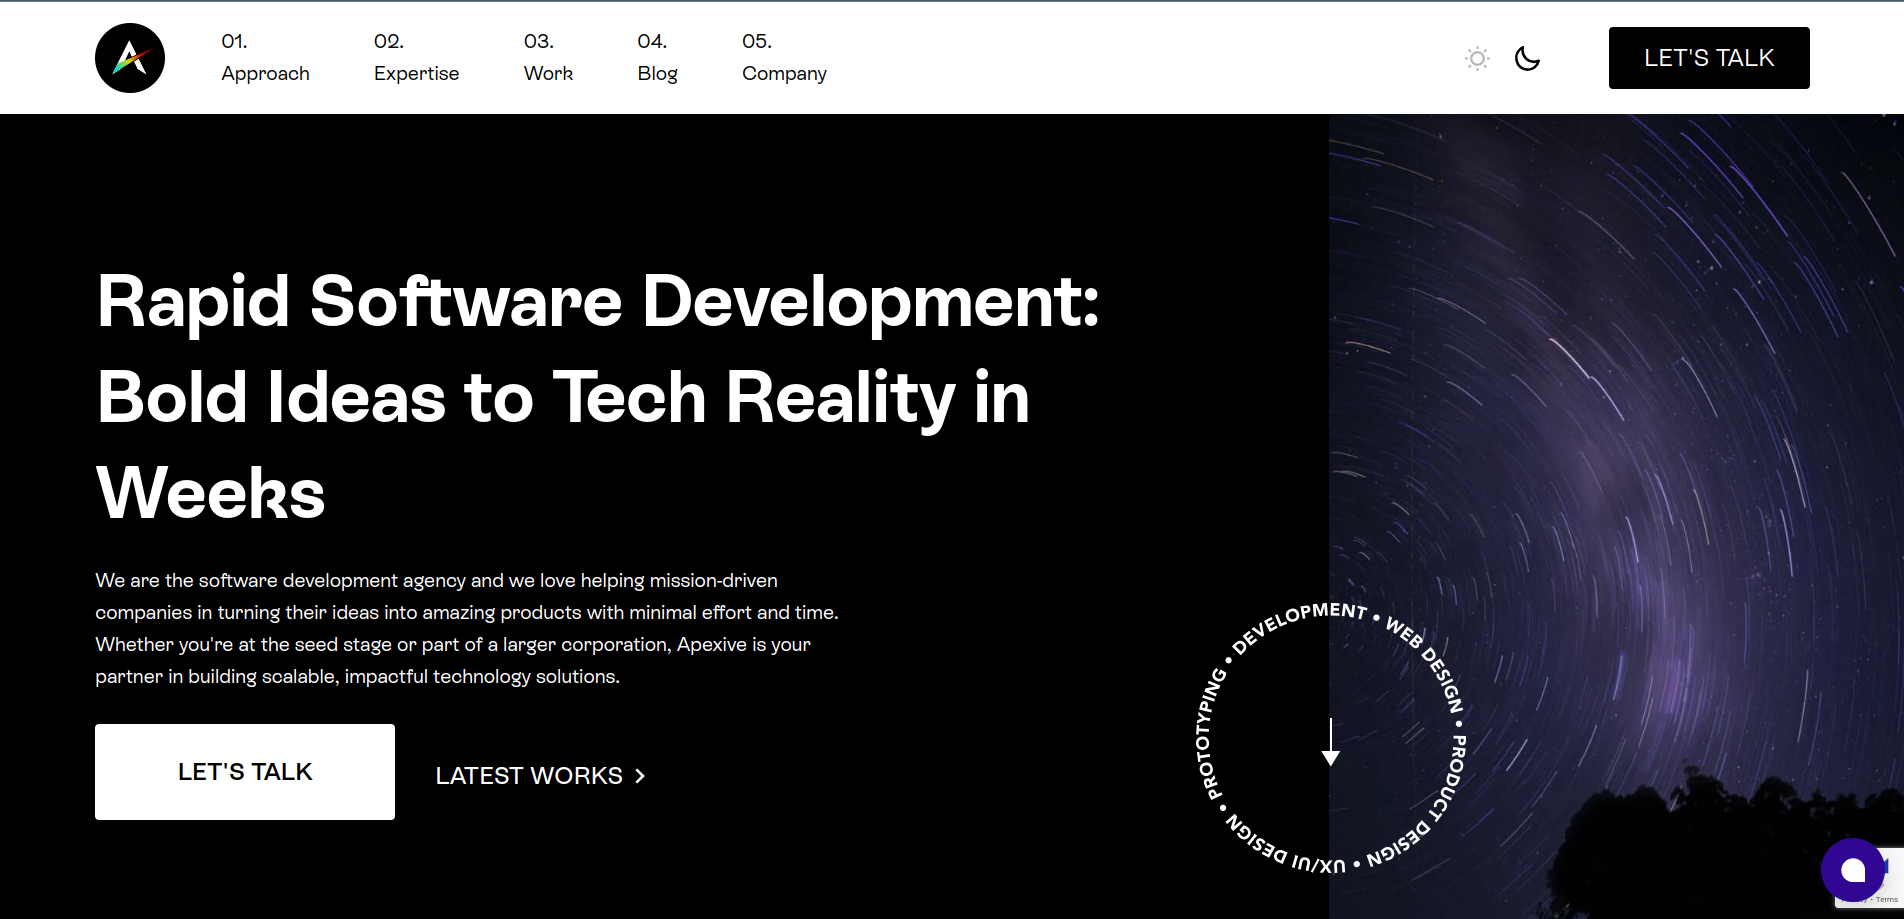 01.
Approach
02.
Expertise
03.
Work
04.
Blog
05.
Company
LET'S TALK
Rapid Software Development:
Bold Ideas to Tech Reality in
Weeks
We are the software development agency and we love helping mission-driven
companies in turning their ideas into amazing products with minimal effort and time.
Whether you're at the seed stage or part of a larger corporation, Apexive is your
partner in building scalable, impactful technology solutions.
LET'S TALK
LATEST WORKS
DEVELOPMENT • WEB DESIGN • PRODUCT DESIGN • UX/UI DESIGN • PROTOTYPING •
- Terms